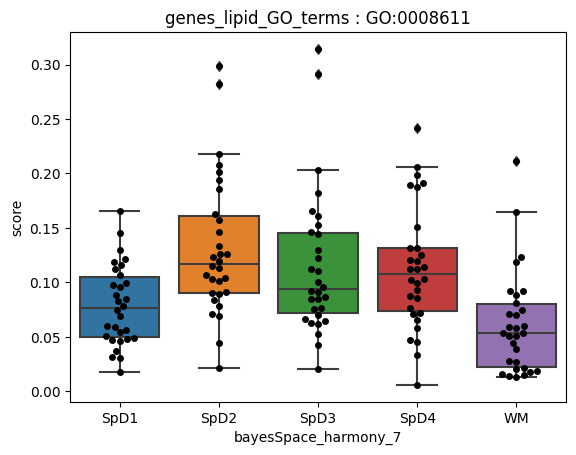 genes_lipid_GO_terms : GO:0008611
score
0.30
0.25
0.20
0.15
0.10
0.05
0.00
SpD1 SpD2 SpD3 SpD4 WM
bayesSpace_harmony_7